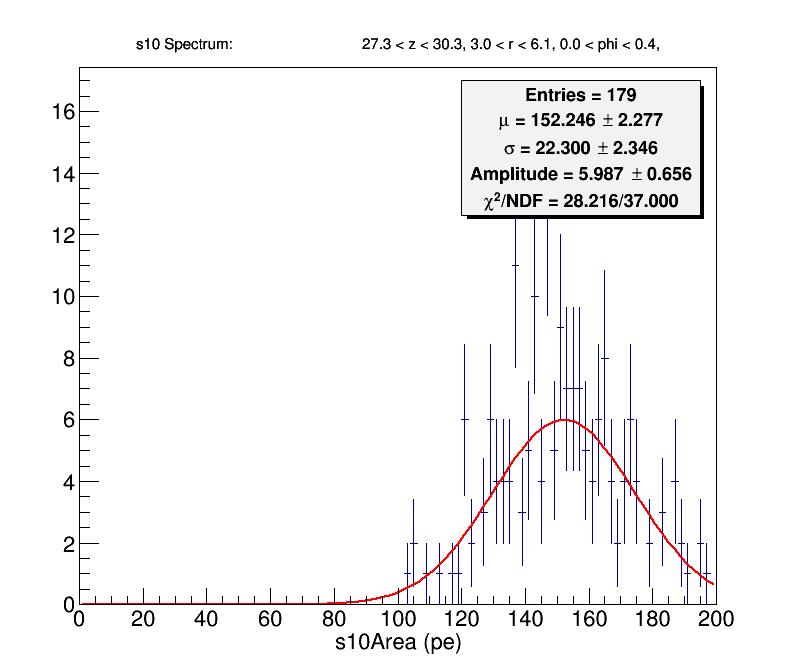 s10 Spectrum: 27.3 < z < 30.3, 3.0 < r < 6.1, 0.0 < phi < 0.4,
Entries = 179
μ = 152.246 ± 2.277
σ = 22.300 ± 2.346
Amplitude = 5.987 ± 0.656
χ²/NDF = 28.216/37.000
16
14
12
10
8
6
4
2
0
0 20 40 60 80 100 120 140 160 180 200
s10Area (pe)